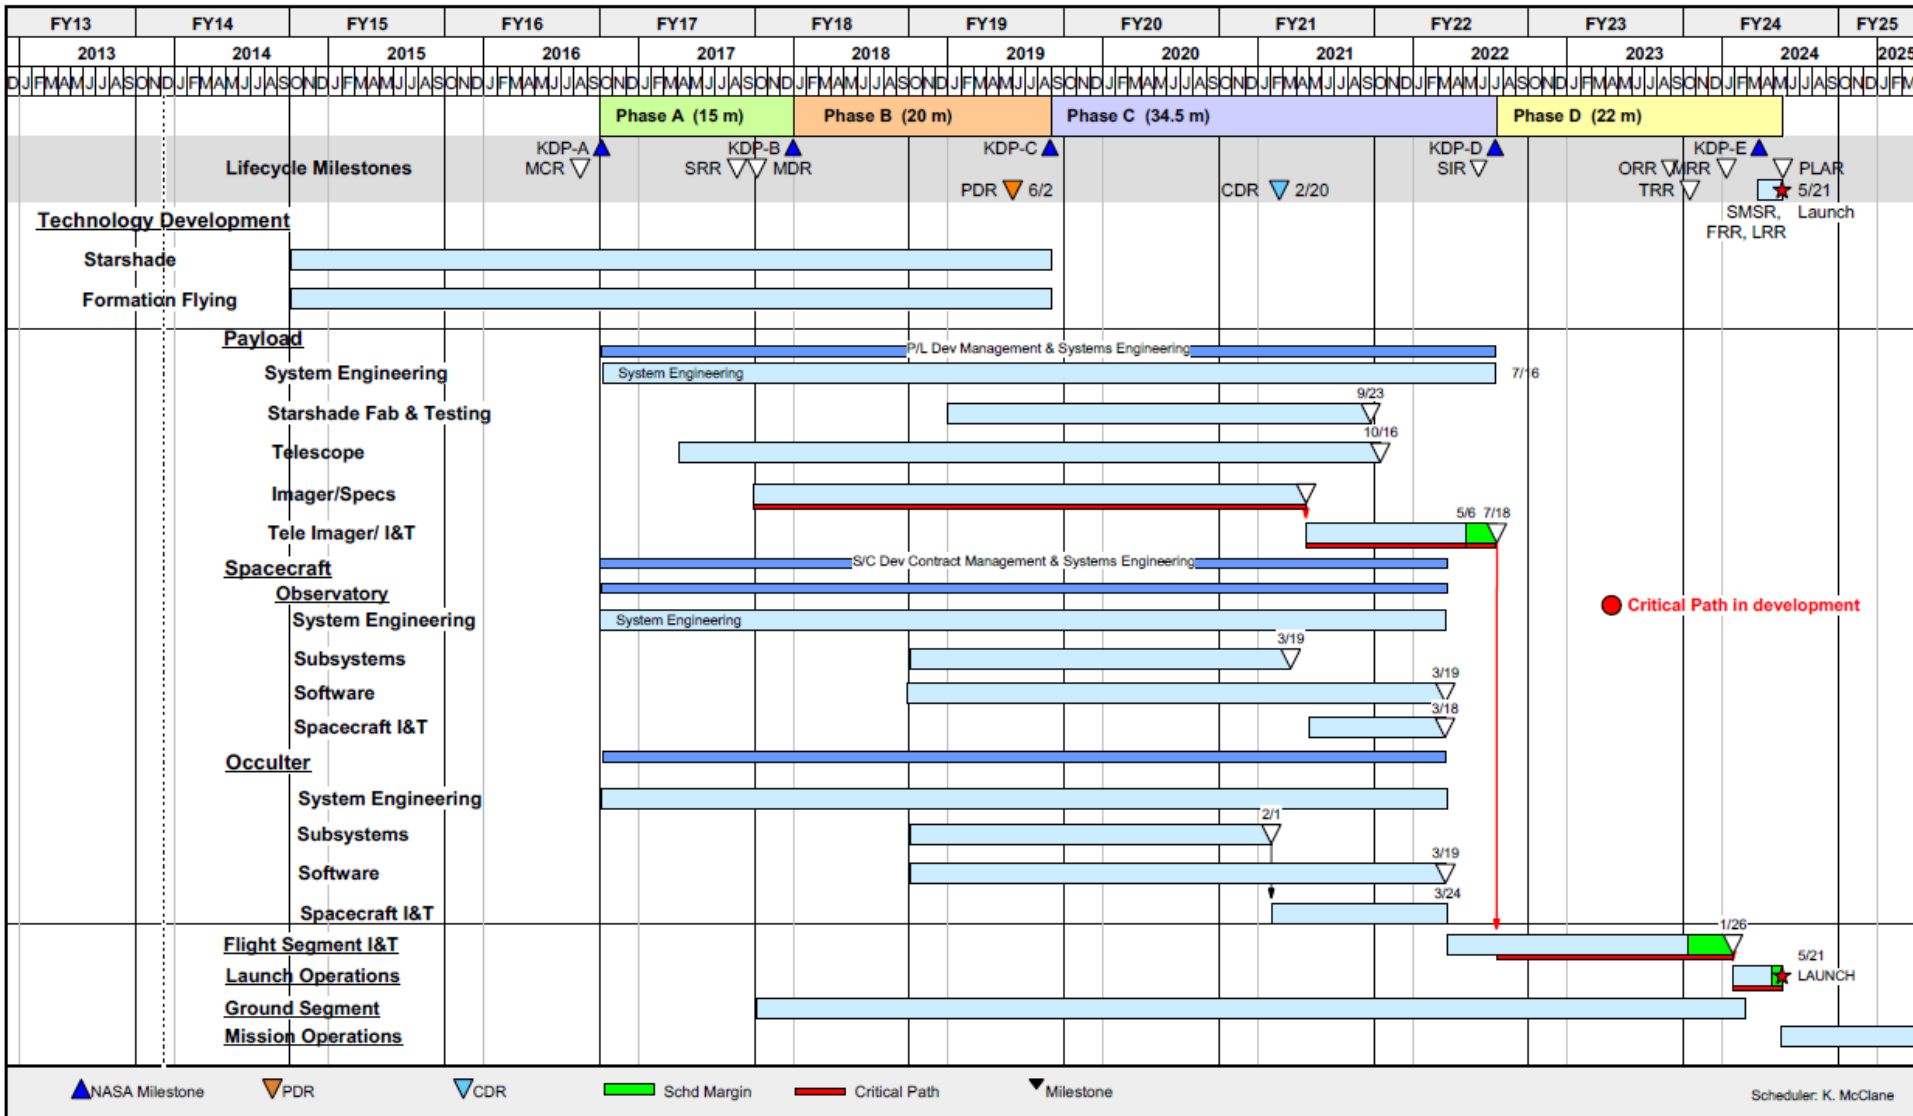 FY13 FY14 FY15 FY16 FY17 FY18 FY19 FY20 FY21 FY22 FY23 FY24 FY25
2013 2014 2015 2016 2017 2018 2019 2020 2021 2022 2023 2024 2025
D J F M A M J J A S O N D J F M A M J J A S O N D J F M A M J J A S O N D J F M A M J J A S O N D J F M A M J J A S O N D J F M A M J J A S O N D J F M A M J J A S O N D J F M A M J J A S O N D J F M A M J J A S O N D J F M A M J J A S O N D J F M A M J J A S O N D J F M A M J J A S O N D J F M
Phase A (15 m) Phase B (20 m) Phase C (34.5 m) Phase D (22 m)
KDP-A KDP-B KDP-C KDP-D KDP-E
Lifecycle Milestones MCR SRR MDR SIR ORR MRR PLAR
PDR 6/2 CDR 2/20 TRR 5/21
SMSR, Launch
FRR, LRR
Technology Development
Starshade
Formation Flying
Payload
P/L Dev Management & Systems Engineering
System Engineering System Engineering 7/16
9/23
Starshade Fab & Testing
10/16
Telescope
Imager/Specs
5/6 7/18
Tele Imager/ I&T
S/C Dev Contract Management & Systems Engineering
Spacecraft
Observatory
Critical Path in development
System Engineering System Engineering
3/19
Subsystems
3/19
Software
3/18
Spacecraft I&T
Occulter
System Engineering
2/1
Subsystems
3/19
Software
3/24
Spacecraft I&T
1/26
Flight Segment I&T
5/21
Launch Operations LAUNCH
Ground Segment
Mission Operations
NASA Milestone PDR CDR Schd Margin Critical Path Milestone
Scheduler: K. McClane